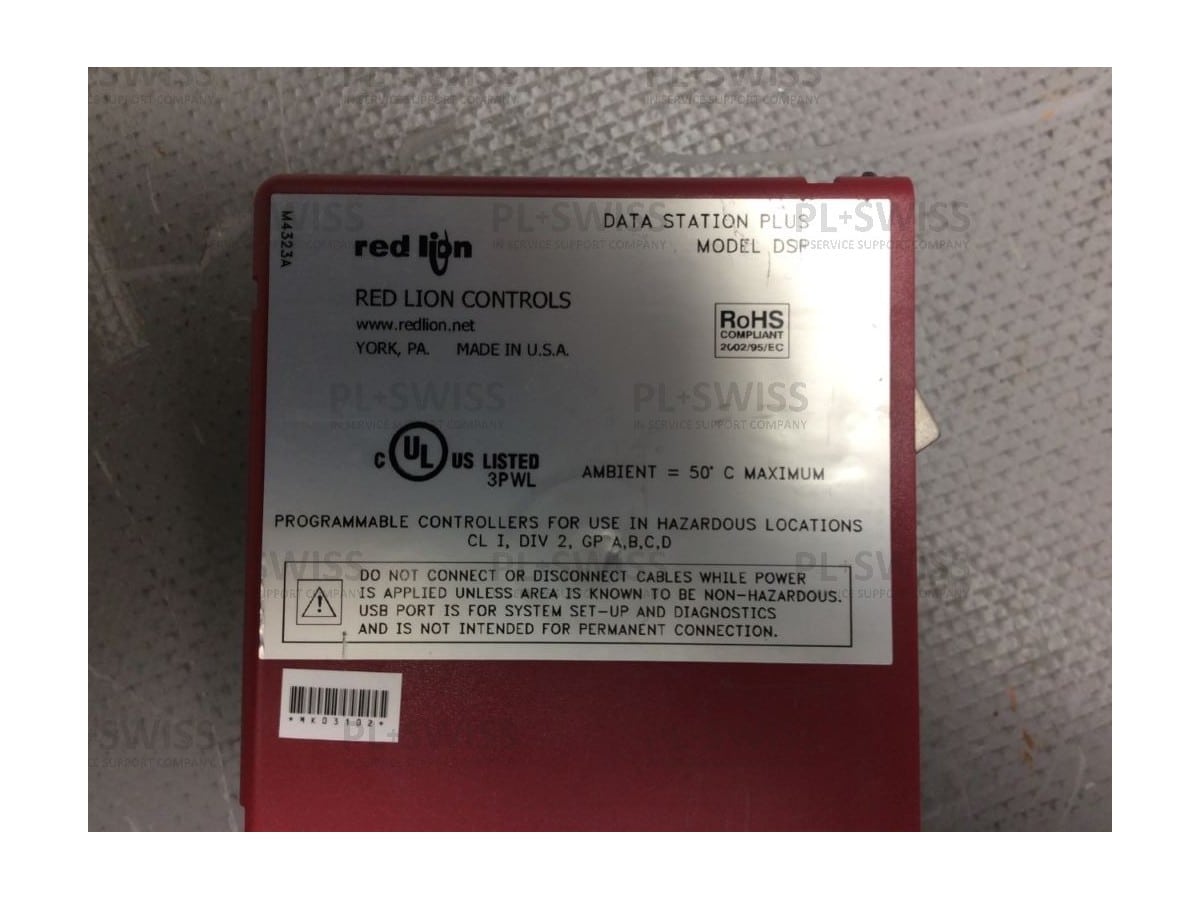 M4323A
red lion
DATA STATION PLUS
MODEL DSP
RED LION CONTROLS
www.redlion.net
YORK, PA. MADE IN U.S.A.
RoHS
COMPLIANT
2002/95/EC
C UL US LISTED
3PWL
AMBIENT = 50° C MAXIMUM
PROGRAMMABLE CONTROLLERS FOR USE IN HAZARDOUS LOCATIONS
CL I, DIV 2, GP A,B,C,D
DO NOT CONNECT OR DISCONNECT CABLES WHILE POWER
IS APPLIED UNLESS AREA IS KNOWN TO BE NON-HAZARDOUS.
USB PORT IS FOR SYSTEM SET-UP AND DIAGNOSTICS
AND IS NOT INTENDED FOR PERMANENT CONNECTION.
PL+SWISS
IN SERVICE SUPPORT COMPANY